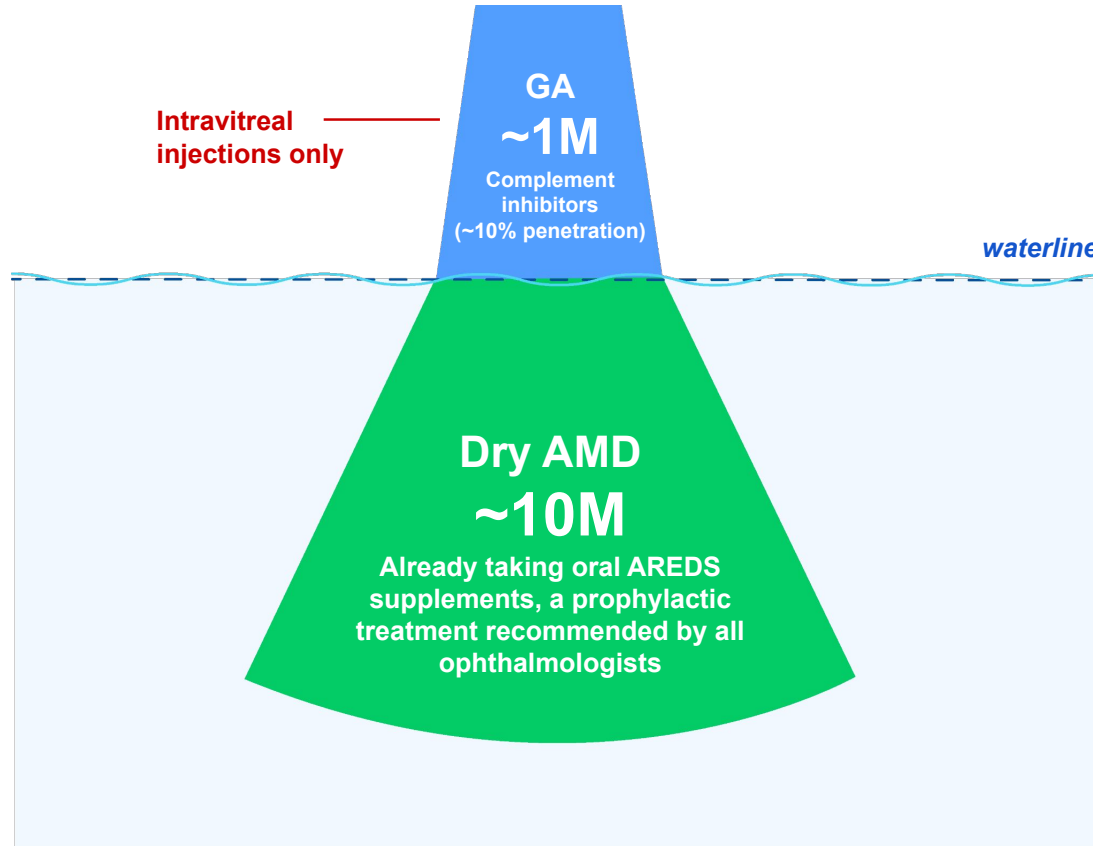 GA
~1M
Complement
inhibitors
(~10% penetration)
Intravitreal
injections only
waterline
Dry AMD
~10M
Already taking oral AREDS
supplements, a prophylactic
treatment recommended by all
ophthalmologists